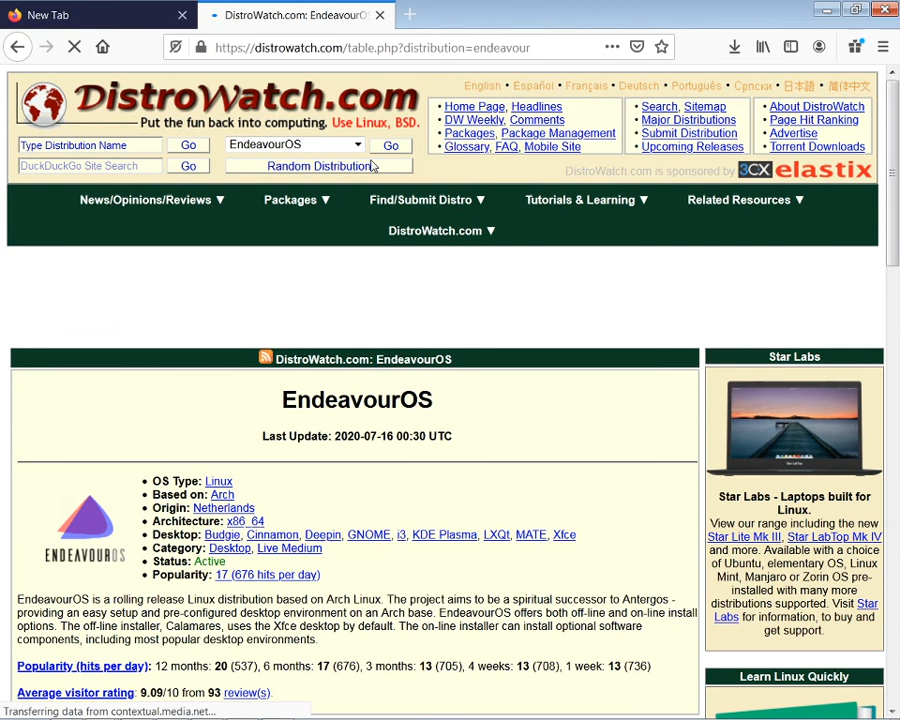 New Tab
DistroWatch.com: EndeavourOS
https://distrowatch.com/table.php?distribution=endeavour
DistroWatch.com
Put the fun back into computing. Use Linux, BSD.
English • Español • Français • Deutsch • Português • Српски • 日本語 • 简体中文
• Home Page, Headlines
• DW Weekly, Comments
• Packages, Package Management
• Glossary, FAQ, Mobile Site
• Search, Sitemap
• Major Distributions
• Submit Distribution
• Upcoming Releases
• About DistroWatch
• Page Hit Ranking
• Advertise
• Torrent Downloads
Type Distribution Name Go EndeavourOS Go
DuckDuckGo Site Search Go Random Distribution
DistroWatch.com is sponsored by 3CX elastix
News/Opinions/Reviews ▼ Packages ▼ Find/Submit Distro ▼ Tutorials & Learning ▼ Related Resources ▼
DistroWatch.com ▼
DistroWatch.com: EndeavourOS
EndeavourOS
Last Update: 2020-07-16 00:30 UTC
ENDEAVOUROS
• OS Type: Linux
• Based on: Arch
• Origin: Netherlands
• Architecture: x86_64
• Desktop: Budgie, Cinnamon, Deepin, GNOME, i3, KDE Plasma, LXQt, MATE, Xfce
• Category: Desktop, Live Medium
• Status: Active
• Popularity: 17 (676 hits per day)
EndeavourOS is a rolling release Linux distribution based on Arch Linux. The project aims to be a spiritual successor to Antergos -
providing an easy setup and pre-configured desktop environment on an Arch base. EndeavourOS offers both off-line and on-line install
options. The off-line installer, Calamares, uses the Xfce desktop by default. The on-line installer can install optional software
components, including most popular desktop environments.
Popularity (hits per day): 12 months: 20 (537), 6 months: 17 (676), 3 months: 13 (705), 4 weeks: 13 (708), 1 week: 13 (736)
Average visitor rating: 9.09/10 from 93 review(s).
Star Labs
Star Labs - Laptops built for
Linux.
View our range including the new
Star Lite Mk III, Star LabTop Mk IV
and more. Available with a choice
of Ubuntu, elementary OS, Linux
Mint, Manjaro or Zorin OS pre-
installed with many more
distributions supported. Visit Star
Labs for information, to buy and
get support.
Learn Linux Quickly
Transferring data from contextual.media.net...